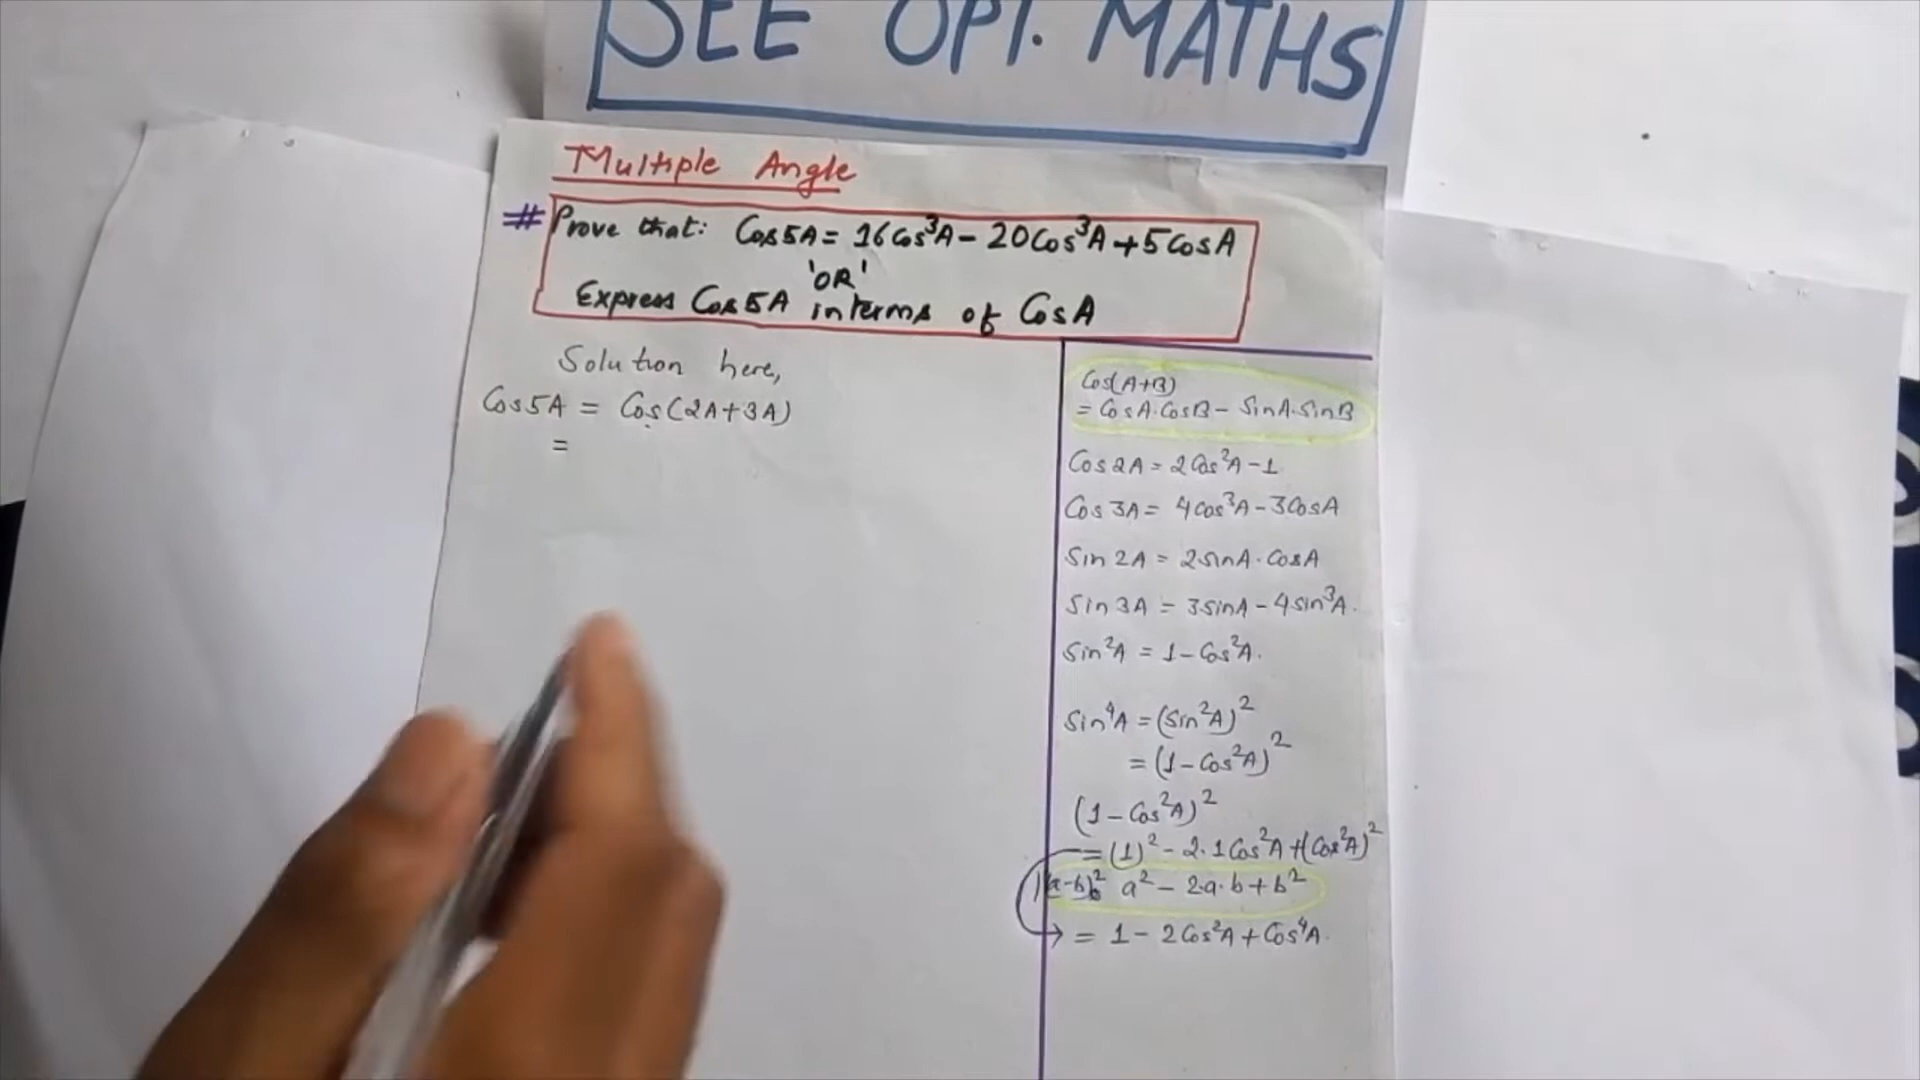 SEE OPT. MATHS
Multiple Angle
# Prove that: Cos5A = 16Cos³A - 20Cos³A + 5CosA
'OR'
Express Cos5A interms of CosA
Solution here,
Cos5A = Cos(2A+3A)
=
Cos(A+B)
= CosA.CosB - SinA.SinB
Cos2A = 2Cos²A - 1
Cos3A = 4cos³A - 3CosA
Sin2A = 2sinA.CosA
Sin3A = 3sinA - 4sin³A.
Sin²A = 1 - Cos²A.
Sin⁴A = (Sin²A)²
= (1 - Cos²A)²
(1 - Cos²A)²
= (1)² - 2.1Cos²A + (Cos²A)²
(a-b)² a² - 2.a.b + b²
→ = 1 - 2Cos²A + Cos⁴A.